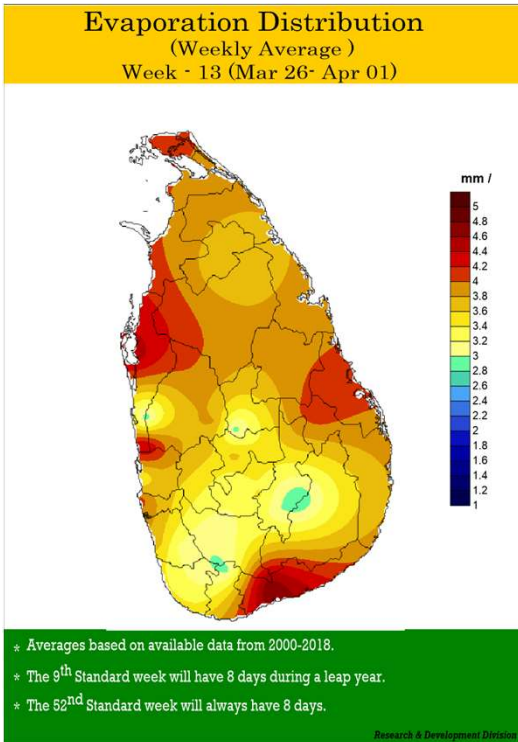 Evaporation Distribution
(Weekly Average )
Week - 13 (Mar 26- Apr 01)
mm /
5
4.8
4.6
4.4
4.2
4
3.8
3.6
3.4
3.2
3
2.8
2.6
2.4
2.2
2
1.8
1.6
1.4
1.2
1
* Averages based on available data from 2000-2018.
* The 9th Standard week will have 8 days during a leap year.
* The 52nd Standard week will always have 8 days.
Research & Development Division